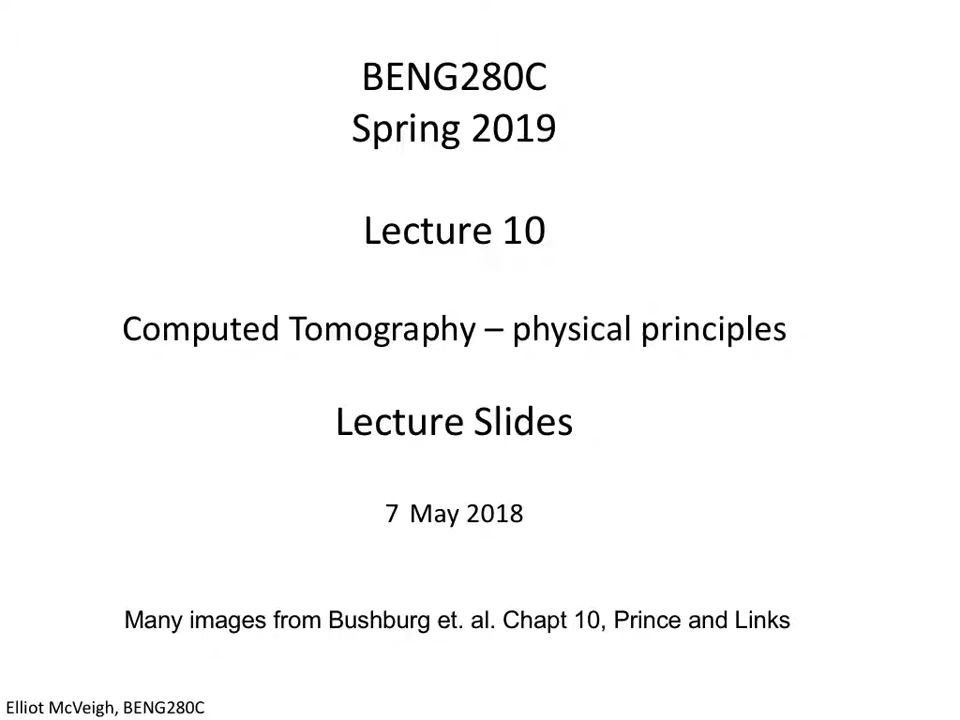 BENG280C
Spring 2019
Lecture 10
Computed Tomography – physical principles
Lecture Slides
7 May 2018
Many images from Bushburg et. al. Chapt 10, Prince and Links
Elliot McVeigh, BENG280C